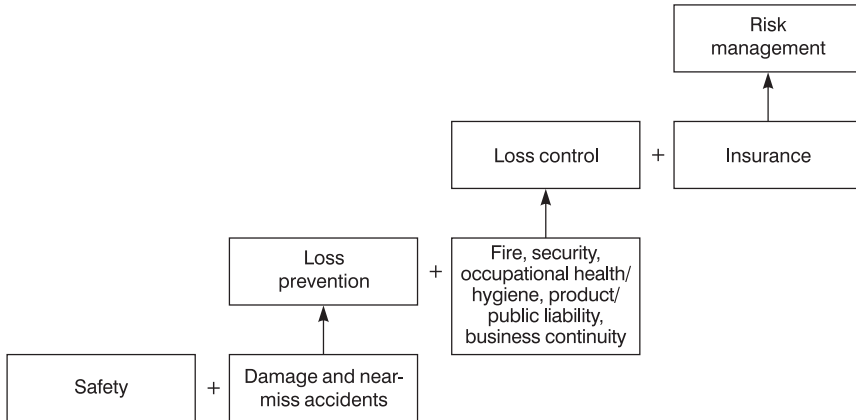 Risk
management
Loss control
+
Insurance
Loss
prevention
+
Fire, security,
occupational health/
hygiene, product/
public liability,
business continuity
Safety
+
Damage and near-
miss accidents